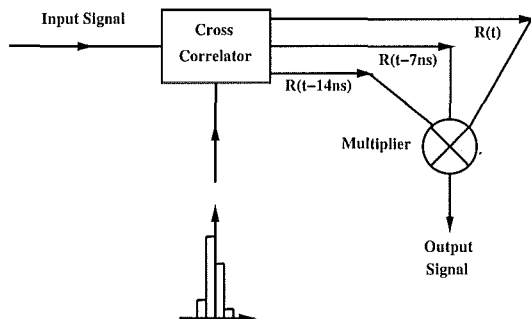 Input Signal
Cross
Correlator
R(t)
R(t−7ns)
R(t−14ns)
Multiplier
Output
Signal